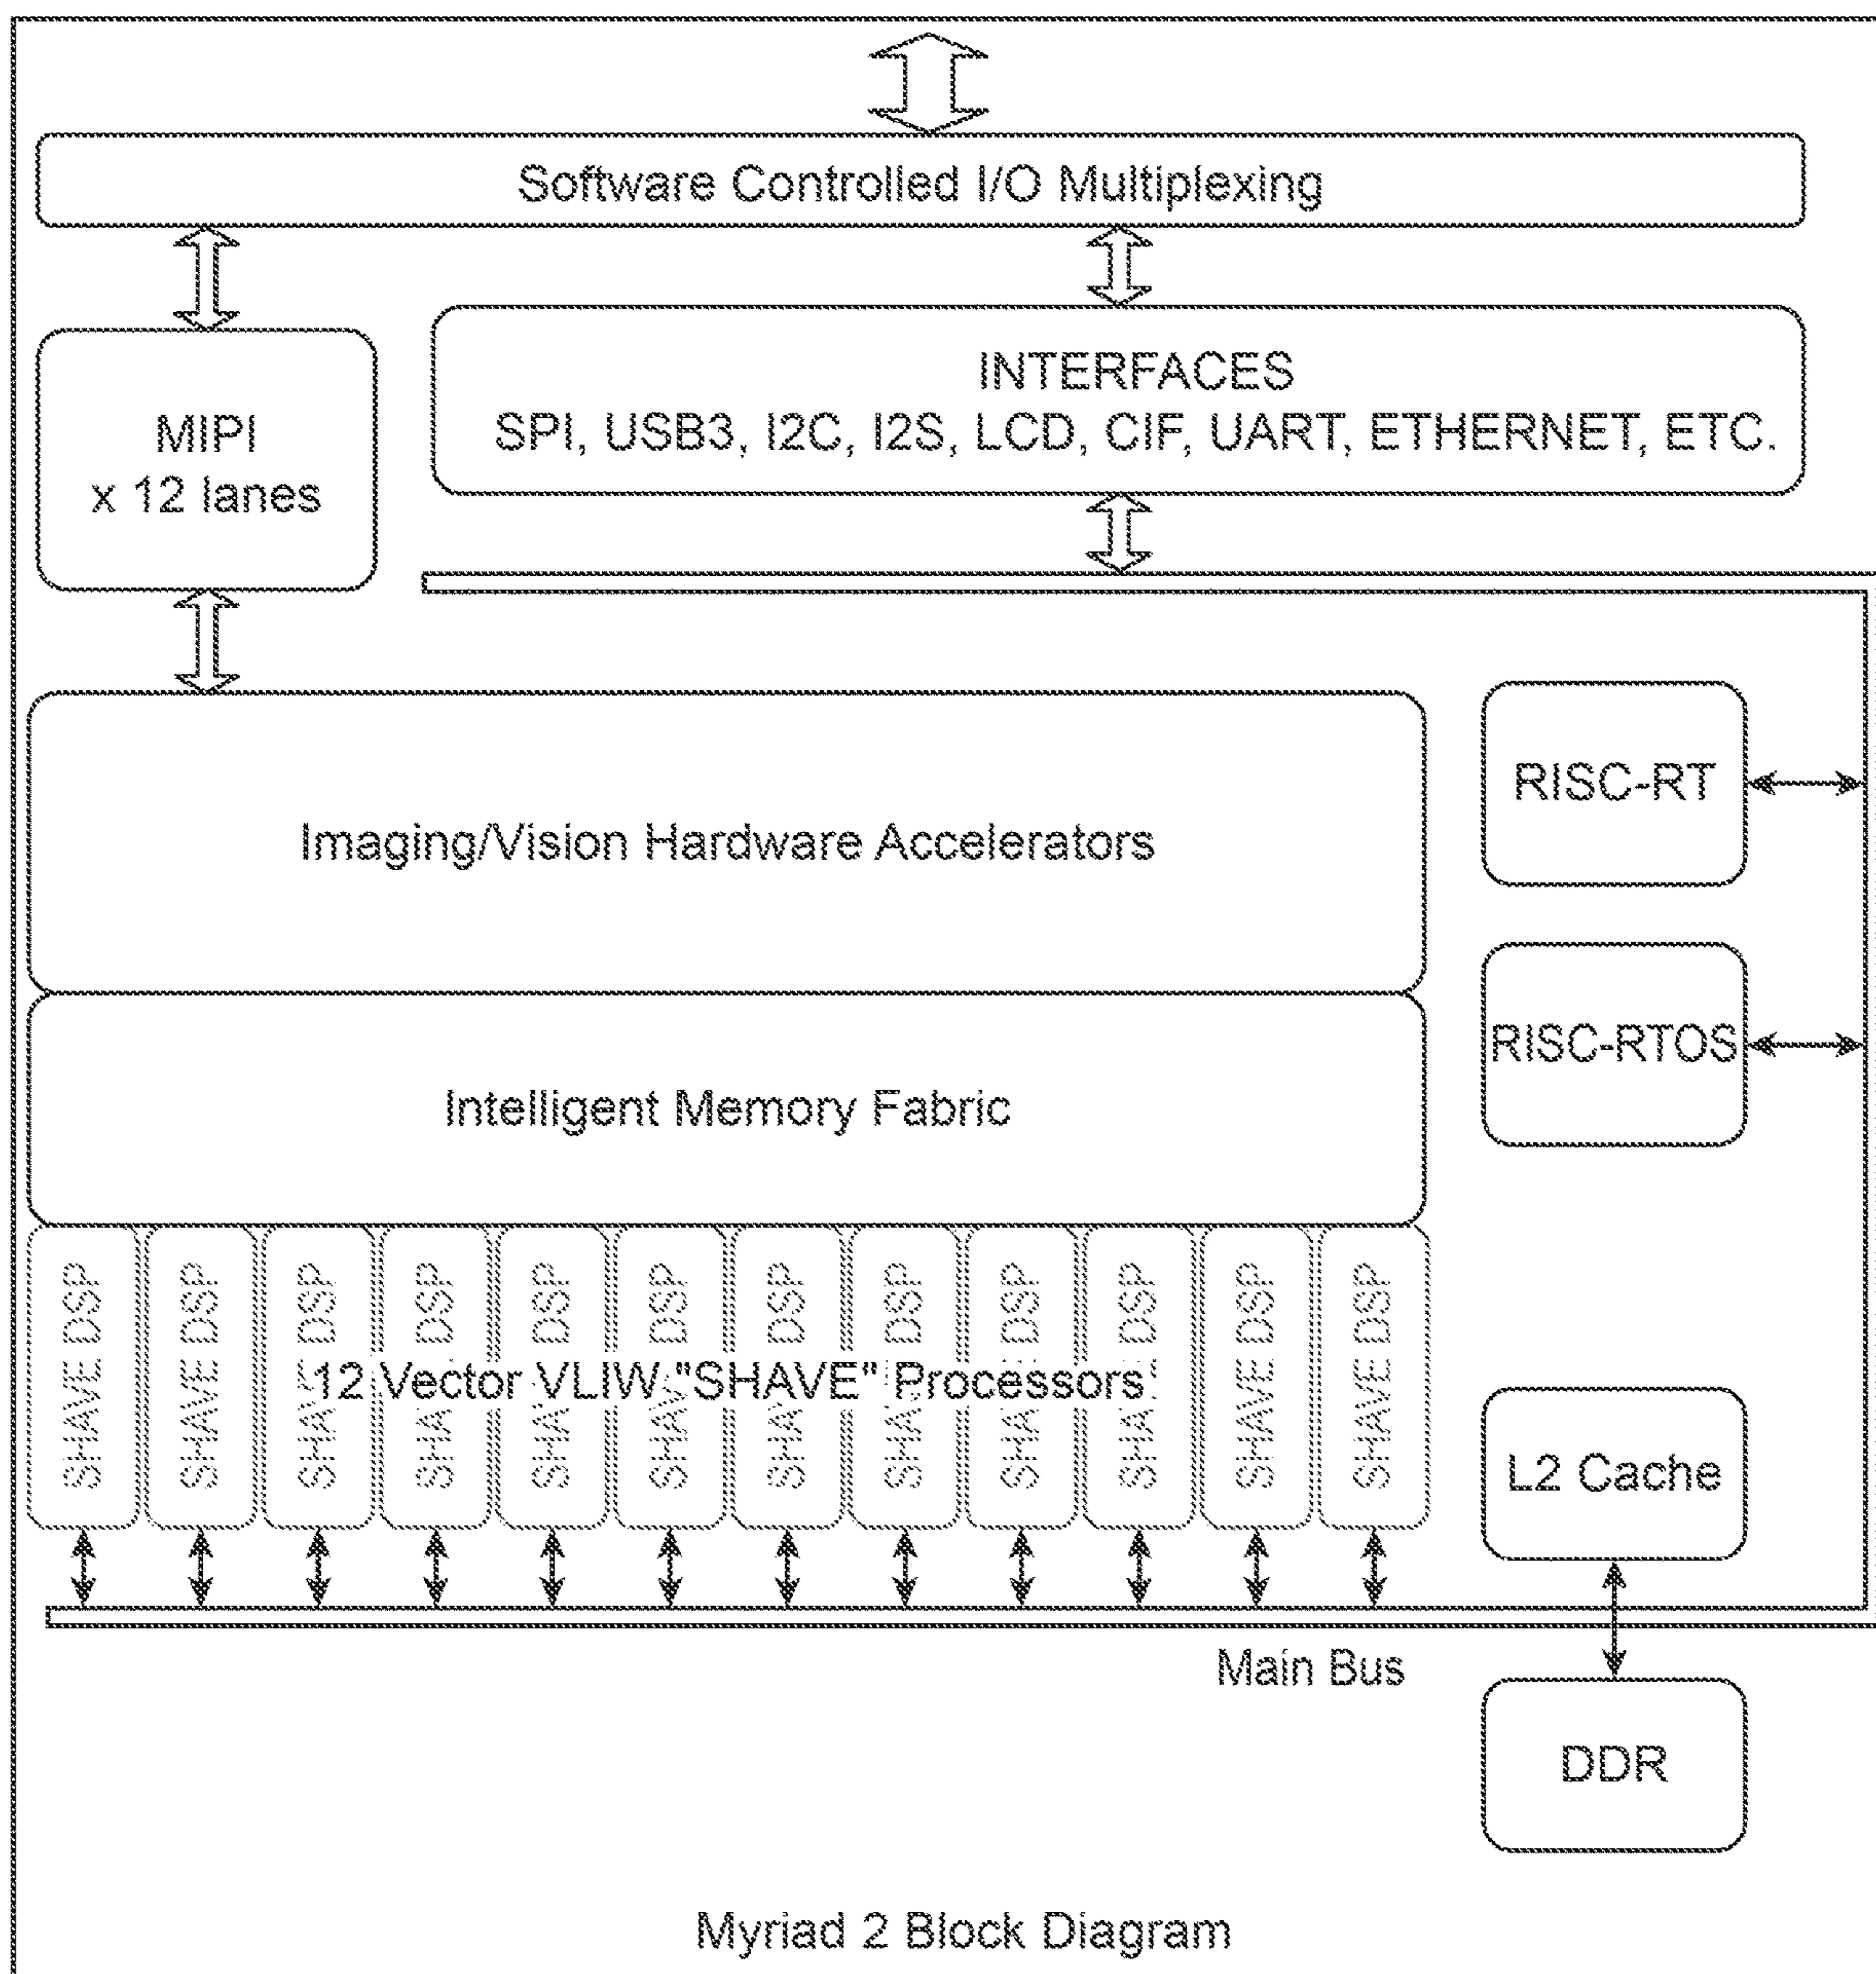 Software Controlled I/O Multiplexing
MIPI
x 12 lanes
INTERFACES
SPI, USB3, I2C, I2S, LCD, CIF, UART, ETHERNET, ETC.
Imaging/Vision Hardware Accelerators
RISC-RT
Intelligent Memory Fabric
RISC-RTOS
SHAVE DSP
SHAVE DSP
SHAVE DSP
SHAVE DSP
SHAVE DSP
SHAVE DSP
SHAVE DSP
SHAVE DSP
SHAVE DSP
SHAVE DSP
SHAVE DSP
SHAVE DSP
12 Vector VLIW "SHAVE" Processors
L2 Cache
Main Bus
DDR
Myriad 2 Block Diagram